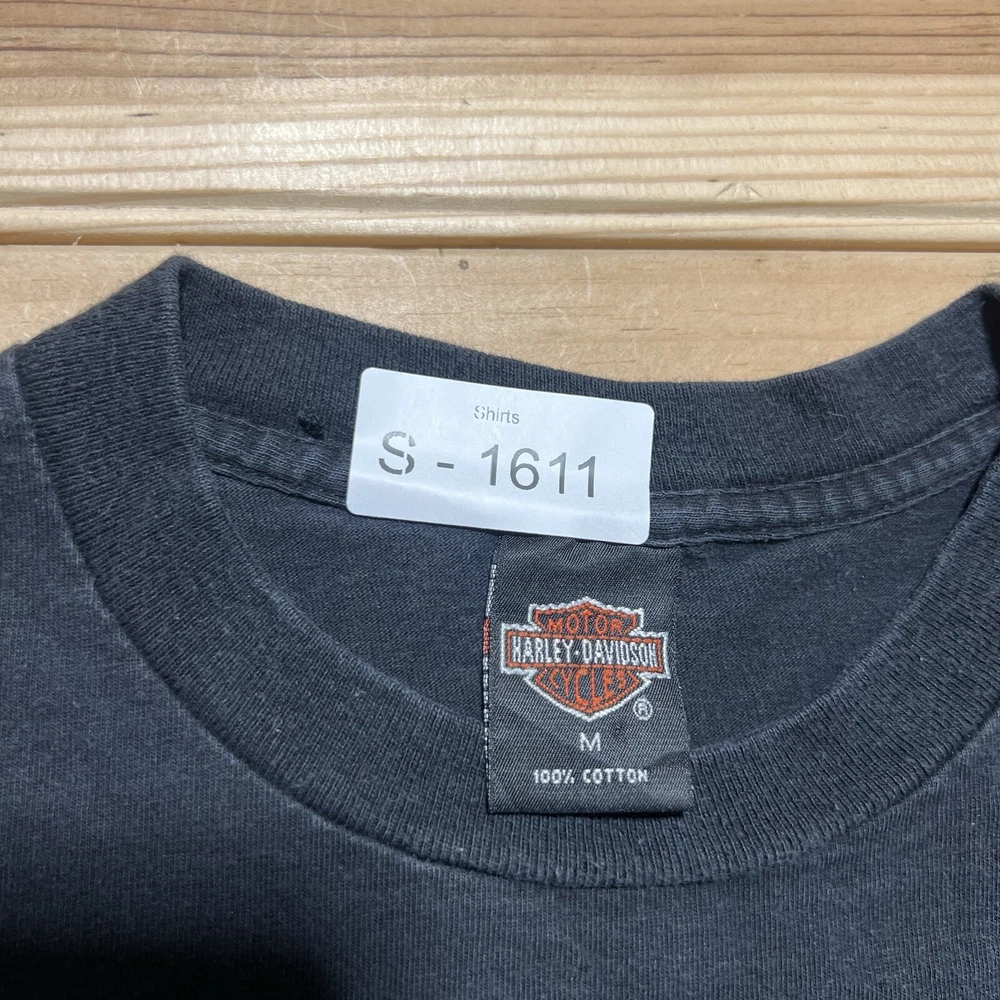 Shirts
S - 1611
MOTOR
HARLEY-DAVIDSON
CYCLES
®
M
100% COTTON